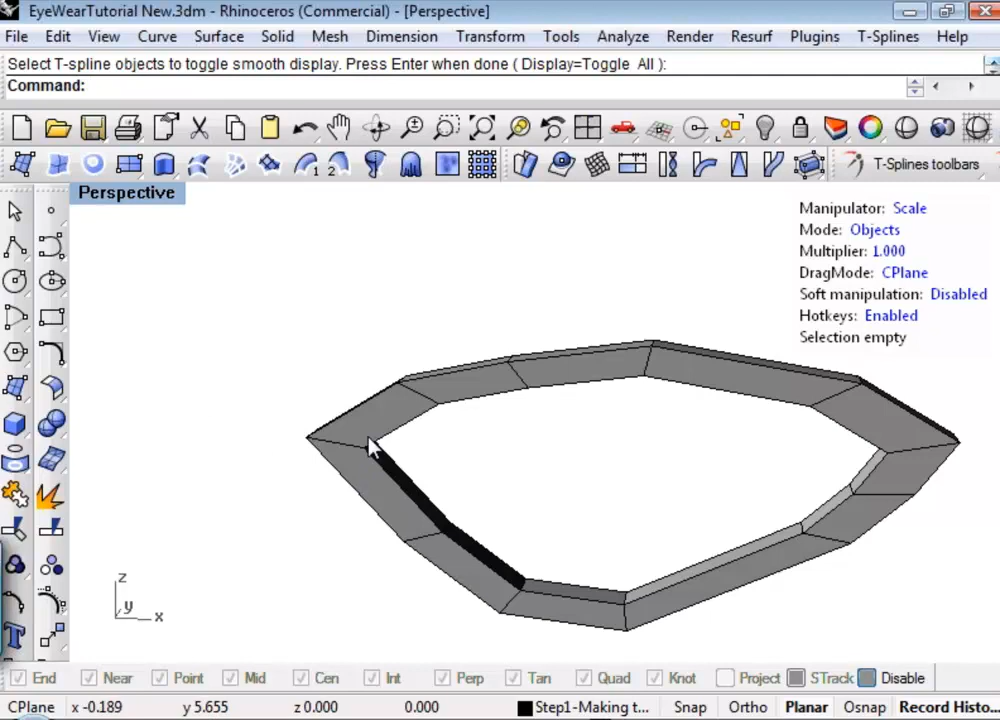 EyeWearTutorial New.3dm - Rhinoceros (Commercial) - [Perspective]
File Edit View Curve Surface Solid Mesh Dimension Transform Tools Analyze Render Resurf Plugins T-Splines Help
Select T-spline objects to toggle smooth display. Press Enter when done ( Display=Toggle All ):
Command:
T-Splines toolbars
Perspective
Manipulator: Scale
Mode: Objects
Multiplier: 1.000
DragMode: CPlane
Soft manipulation: Disabled
Hotkeys: Enabled
Selection empty
z
y
x
End Near Point Mid Cen Int Perp Tan Quad Knot Project STrack Disable
CPlane x -0.189 y 5.655 z 0.000 0.000 Step1-Making t... Snap Ortho Planar Osnap Record Histo...